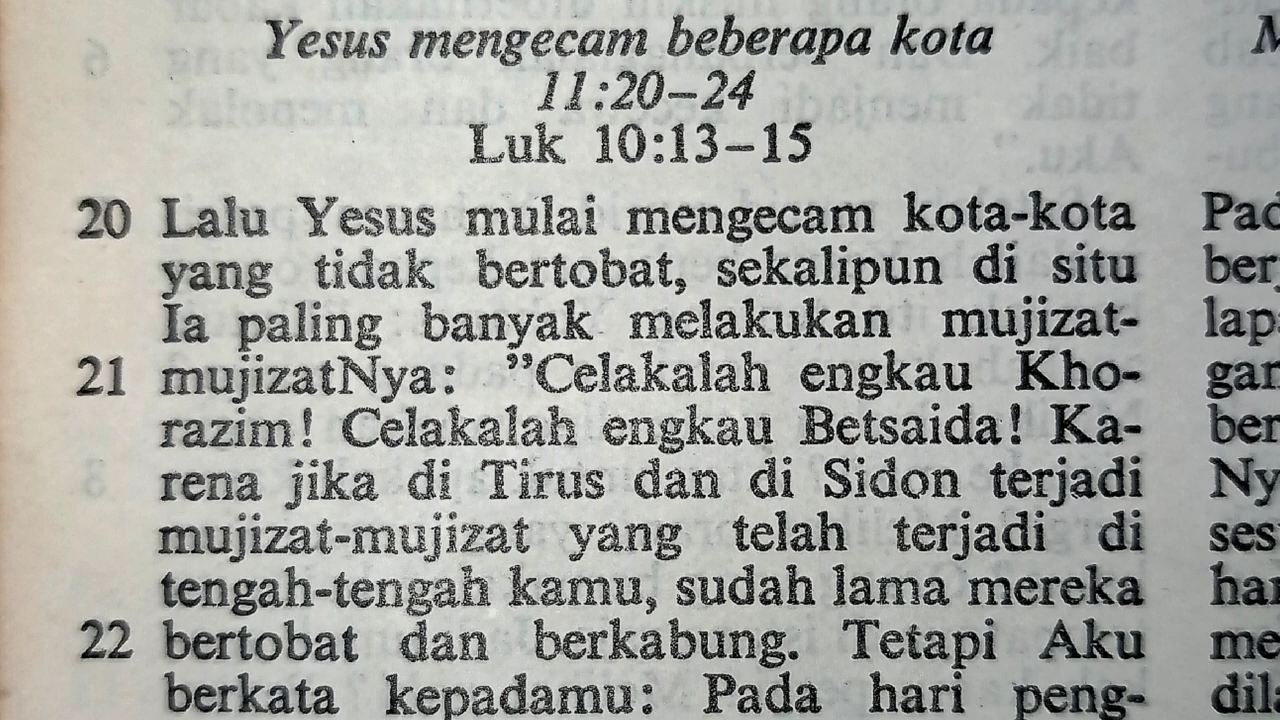 Yesus mengecam beberapa kota
11:20–24
Luk 10:13–15
20 Lalu Yesus mulai mengecam kota-kota
yang tidak bertobat, sekalipun di situ
Ia paling banyak melakukan mujizat-
21 mujizatNya: ”Celakalah engkau Kho-
razim! Celakalah engkau Betsaida! Ka-
rena jika di Tirus dan di Sidon terjadi
mujizat-mujizat yang telah terjadi di
tengah-tengah kamu, sudah lama mereka
22 bertobat dan berkabung. Tetapi Aku
berkata kepadamu: Pada hari peng-